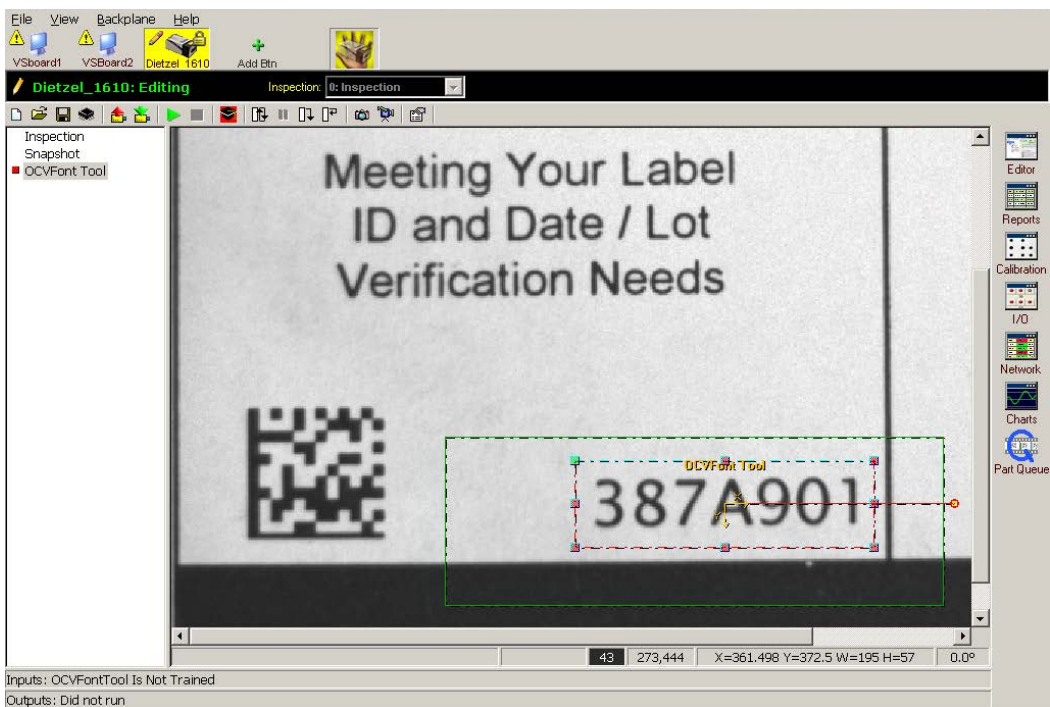 File View Backplane Help
VSboard1 VSBoard2 Dietzel 1610 Add Btn
Dietzel_1610: Editing Inspection: 0: Inspection
Inspection
Snapshot
OCVFont Tool
Meeting Your Label
ID and Date / Lot
Verification Needs
OCVFont Tool
387A901
Editor
Reports
Calibration
I/O
Network
Charts
Part Queue
43 273,444 X=361.498 Y=372.5 W=195 H=57 0.0°
Inputs: OCVFontTool Is Not Trained
Outputs: Did not run